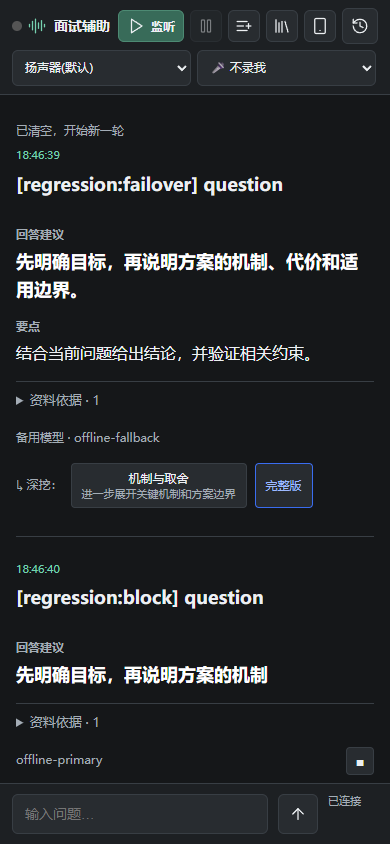 面试辅助
监听
扬声器(默认)
不录我
已清空，开始新一轮
18:46:39
[regression:failover] question
回答建议
先明确目标，再说明方案的机制、代价和适
用边界。
要点
结合当前问题给出结论，并验证相关约束。
资料依据 · 1
备用模型 · offline-fallback
↳ 深挖：
机制与取舍
进一步展开关键机制和方案边界
完整版
18:46:40
[regression:block] question
回答建议
先明确目标，再说明方案的机制
资料依据 · 1
offline-primary
输入问题...
已连接